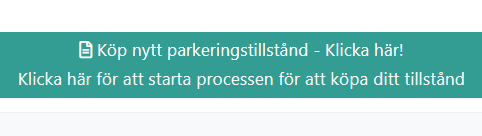 Köp nytt parkeringstillstånd - Klicka här!
Klicka här för att starta processen för att köpa ditt tillstånd